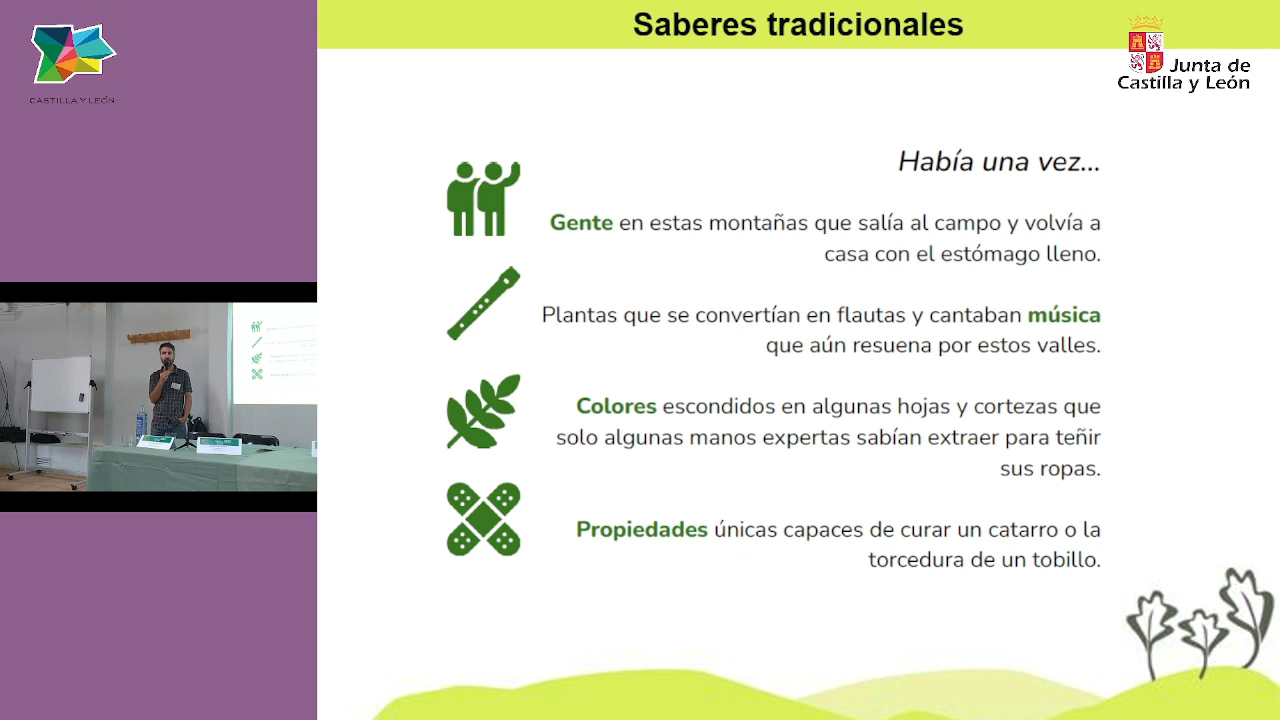 Saberes tradicionales
CASTILLA Y LEÓN
Junta de
Castilla y León
Había una vez...
Gente en estas montañas que salía al campo y volvía a
casa con el estómago lleno.
Plantas que se convertían en flautas y cantaban música
que aún resuena por estos valles.
Colores escondidos en algunas hojas y cortezas que
solo algunas manos expertas sabían extraer para teñir
sus ropas.
Propiedades únicas capaces de curar un catarro o la
torcedura de un tobillo.